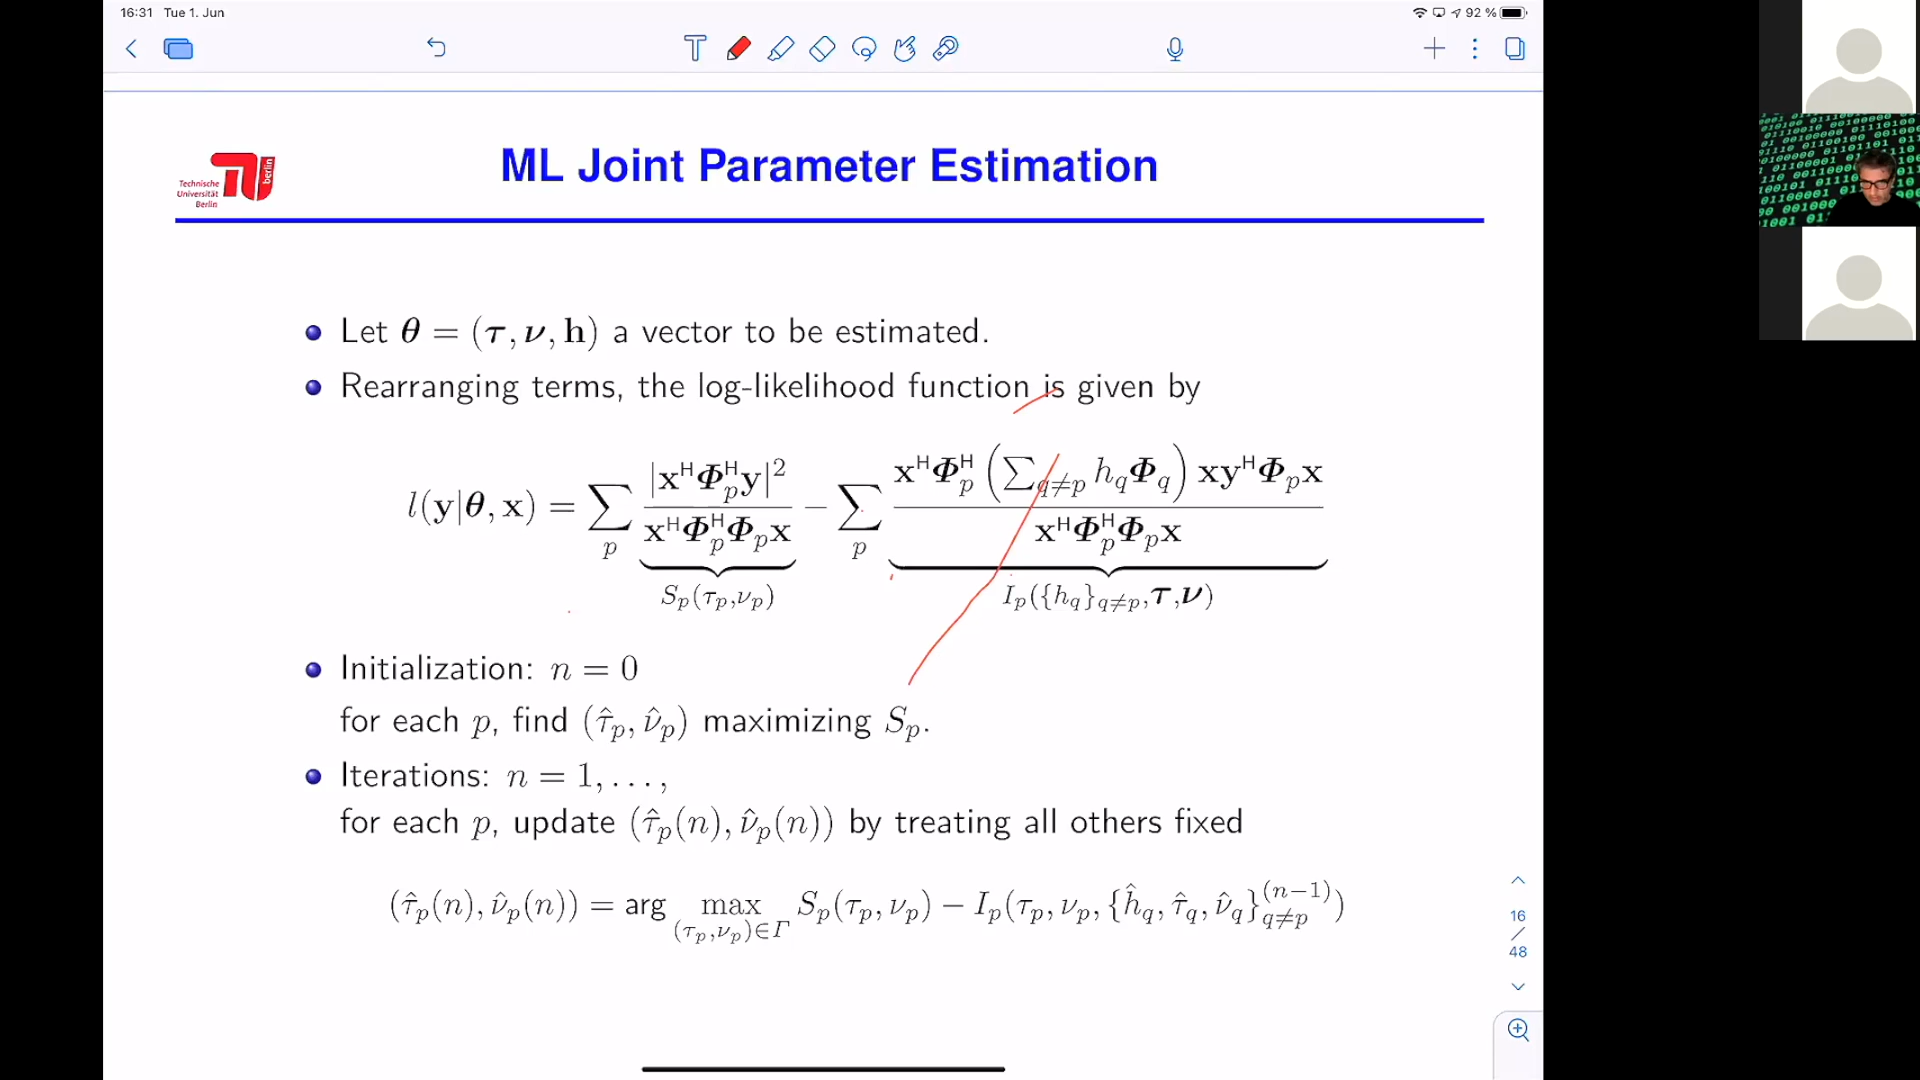 16:31 Tue 1. Jun 92 %
Technische
Universität
Berlin
berlin
ML Joint Parameter Estimation
Let θ = (τ, ν, h) a vector to be estimated.
Rearranging terms, the log-likelihood function is given by
l(y|θ, x) = ∑_p |x^H Φ_p^H y|^2 / (x^H Φ_p^H Φ_p x) − ∑_p x^H Φ_p^H (∑_{q≠p} h_q Φ_q) x y^H Φ_p x / (x^H Φ_p^H Φ_p x)
S_p(τ_p,ν_p) I_p({h_q}_{q≠p},τ,ν)
Initialization: n = 0
for each p, find (τ̂_p, ν̂_p) maximizing S_p.
Iterations: n = 1, . . . ,
for each p, update (τ̂_p(n), ν̂_p(n)) by treating all others fixed
(τ̂_p(n), ν̂_p(n)) = arg max_{(τ_p,ν_p)∈Γ} S_p(τ_p, ν_p) − I_p(τ_p, ν_p, {ĥ_q, τ̂_q, ν̂_q}_{q≠p}^{(n−1)})
16
/
48